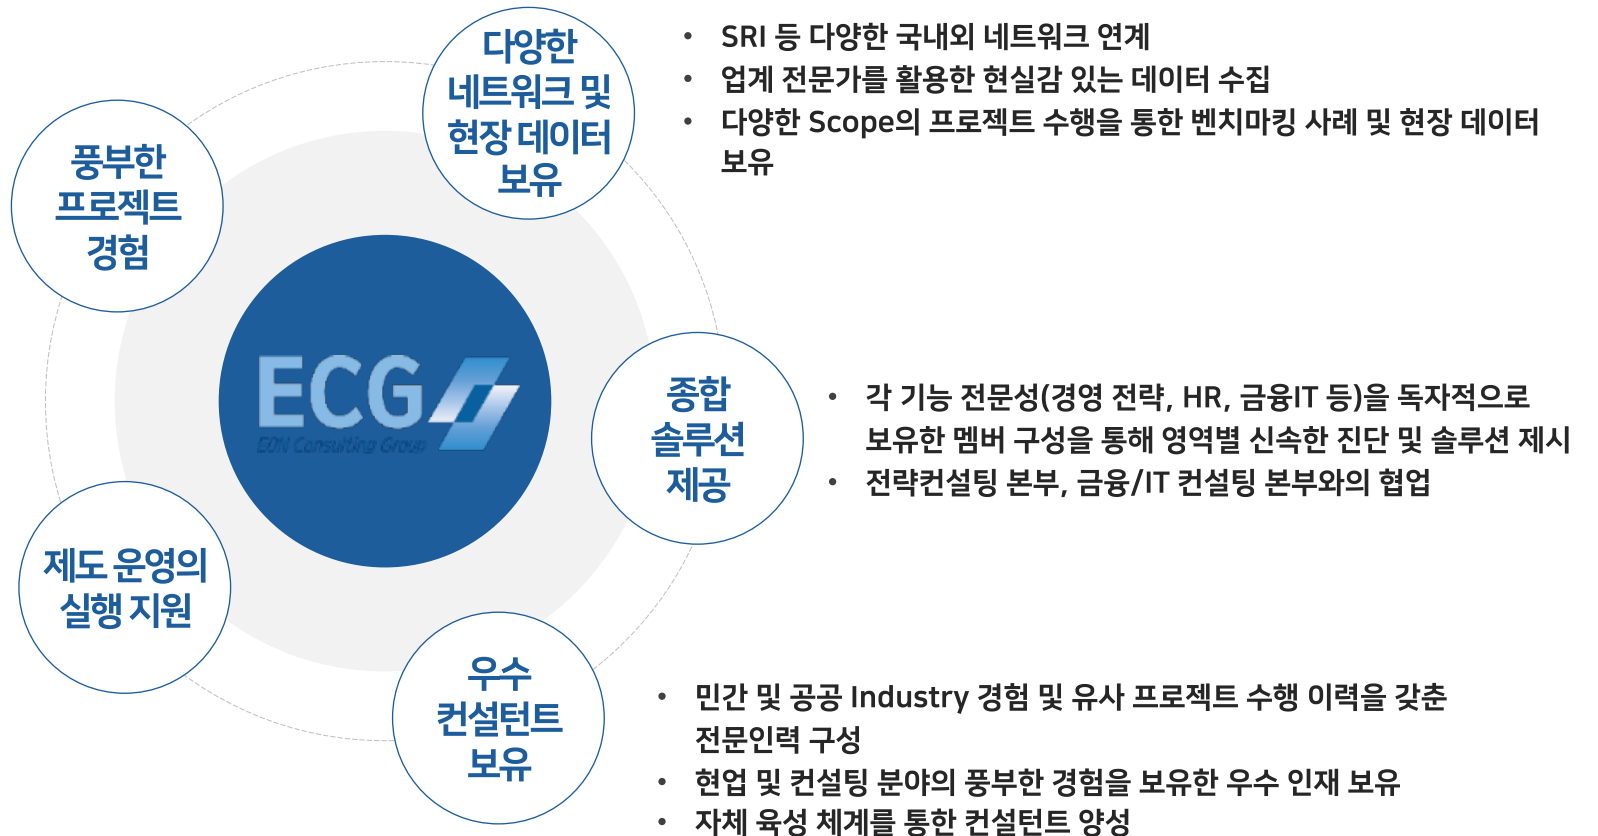 다양한
네트워크 및
현장 데이터
보유
• SRI 등 다양한 국내외 네트워크 연계
• 업계 전문가를 활용한 현실감 있는 데이터 수집
• 다양한 Scope의 프로젝트 수행을 통한 벤치마킹 사례 및 현장 데이터
보유
풍부한
프로젝트
경험
ECG
EON Consulting Group
종합
솔루션
제공
• 각 기능 전문성(경영 전략, HR, 금융IT 등)을 독자적으로
보유한 멤버 구성을 통해 영역별 신속한 진단 및 솔루션 제시
• 전략컨설팅 본부, 금융/IT 컨설팅 본부와의 협업
제도 운영의
실행 지원
우수
컨설턴트
보유
• 민간 및 공공 Industry 경험 및 유사 프로젝트 수행 이력을 갖춘
전문인력 구성
• 현업 및 컨설팅 분야의 풍부한 경험을 보유한 우수 인재 보유
• 자체 육성 체계를 통한 컨설턴트 양성